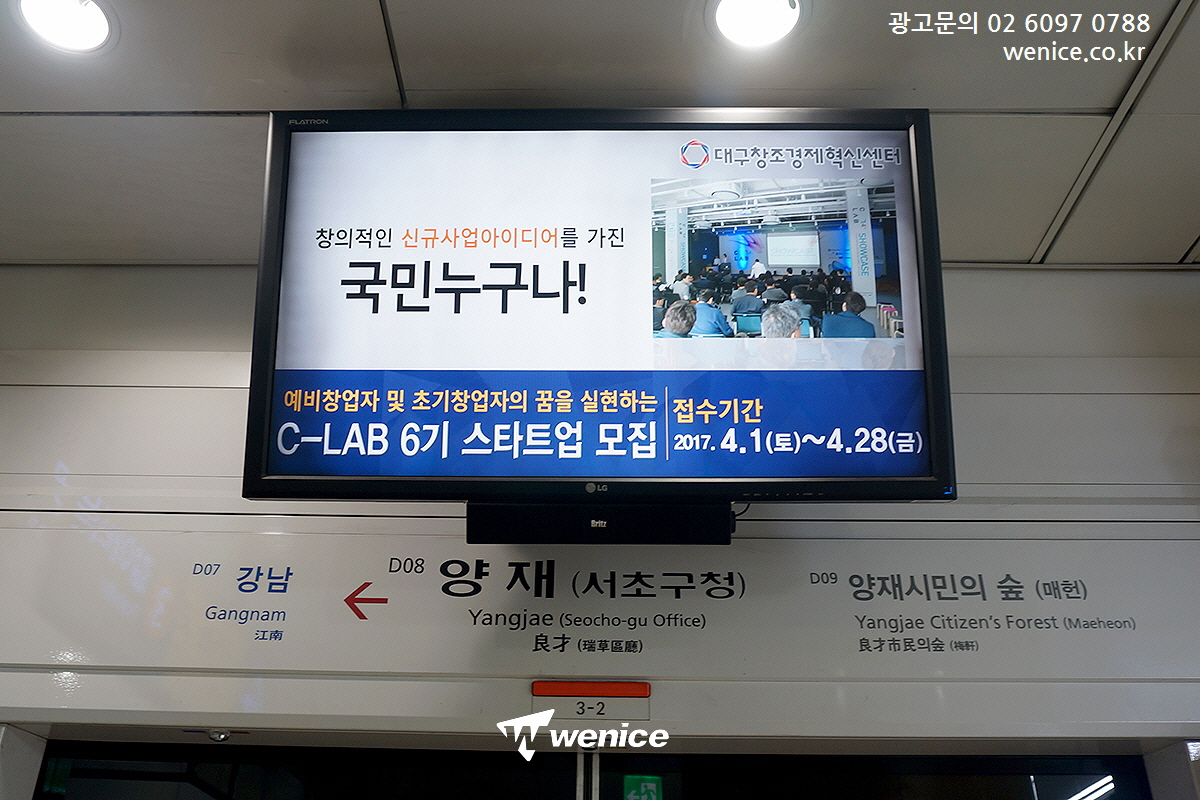 광고문의 02 6097 0788
wenice.co.kr
FLATRON
대구창조경제혁신센터
창의적인 신규사업아이디어를 가진
국민누구나!
C LAB
SHOWCASE
예비창업자 및 초기창업자의 꿈을 실현하는
C-LAB 6기 스타트업 모집
접수기간
2017. 4.1(토)~4.28(금)
LG
Britz
D07 강남
Gangnam
江南
D08 양재 (서초구청)
Yangjae (Seocho-gu Office)
良才 (瑞草區廳)
D09 양재시민의 숲 (매헌)
Yangjae Citizen's Forest (Maeheon)
良才市民의숲 (梅軒)
3-2
wenice